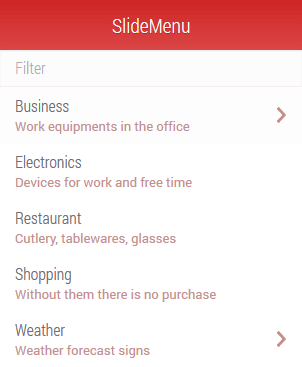 SlideMenu
Filter
Business
Work equipments in the office
Electronics
Devices for work and free time
Restaurant
Cutlery, tablewares, glasses
Shopping
Without them there is no purchase
Weather
Weather forecast signs